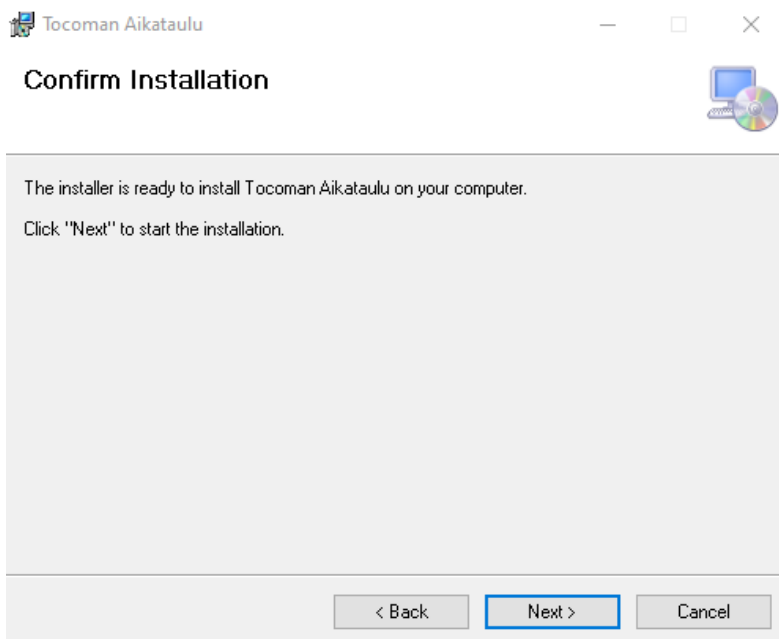 Tocoman Aikataulu
Confirm Installation
The installer is ready to install Tocoman Aikataulu on your computer.
Click "Next" to start the installation.
< Back
Next >
Cancel